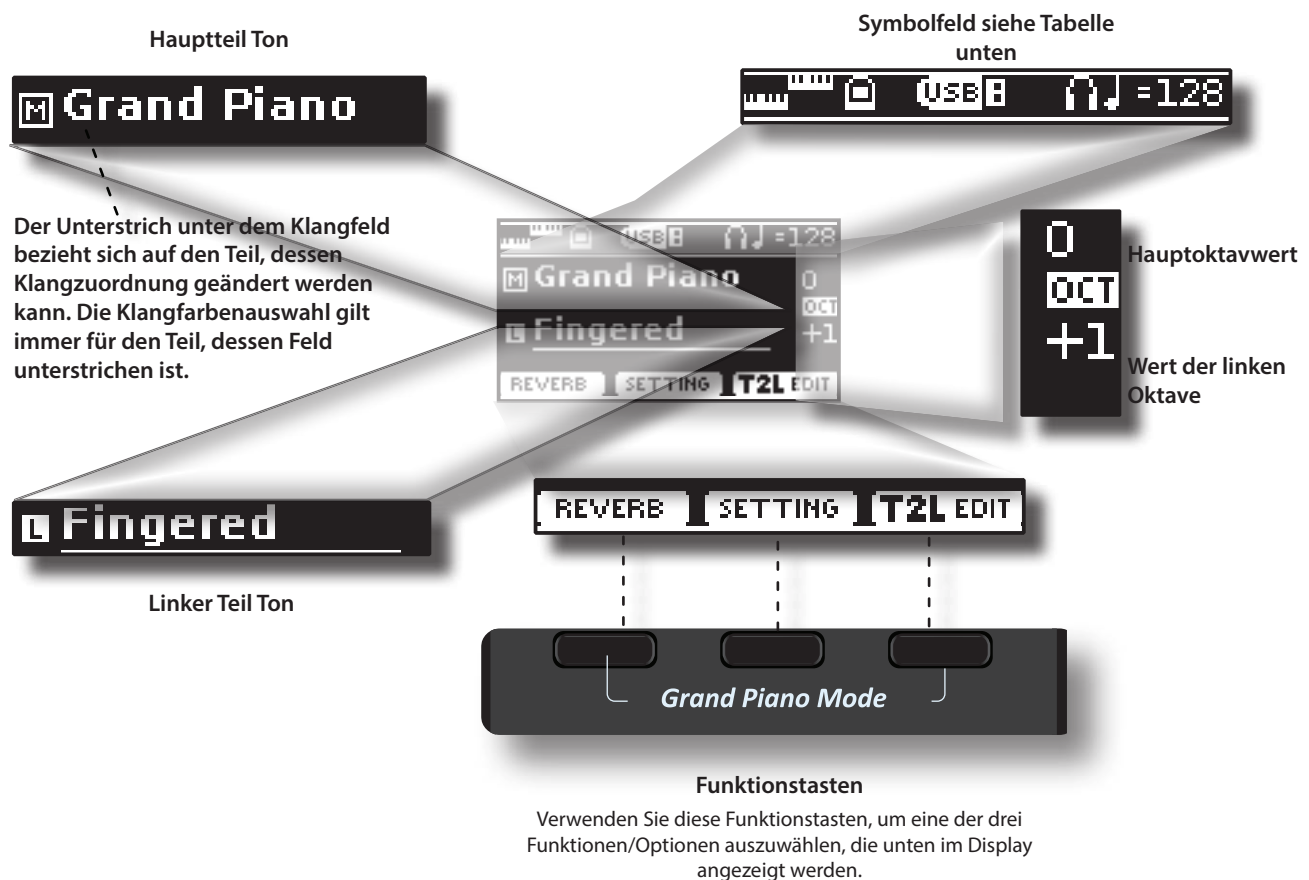 Hauptteil Ton
Symbolfeld siehe Tabelle
unten
M Grand Piano
USB =128
Der Unterstrich unter dem Klangfeld
bezieht sich auf den Teil, dessen
Klangzuordnung geändert werden
kann. Die Klangfarbenauswahl gilt
immer für den Teil, dessen Feld
unterstrichen ist.
USB =128
M Grand Piano 0
OCT
L Fingered +1
REVERB SETTING T2L EDIT
0
OCT
+1
Hauptoktavwert
Wert der linken
Oktave
L Fingered
Linker Teil Ton
REVERB SETTING T2L EDIT
Grand Piano Mode
Funktionstasten
Verwenden Sie diese Funktionstasten, um eine der drei
Funktionen/Optionen auszuwählen, die unten im Display
angezeigt werden.